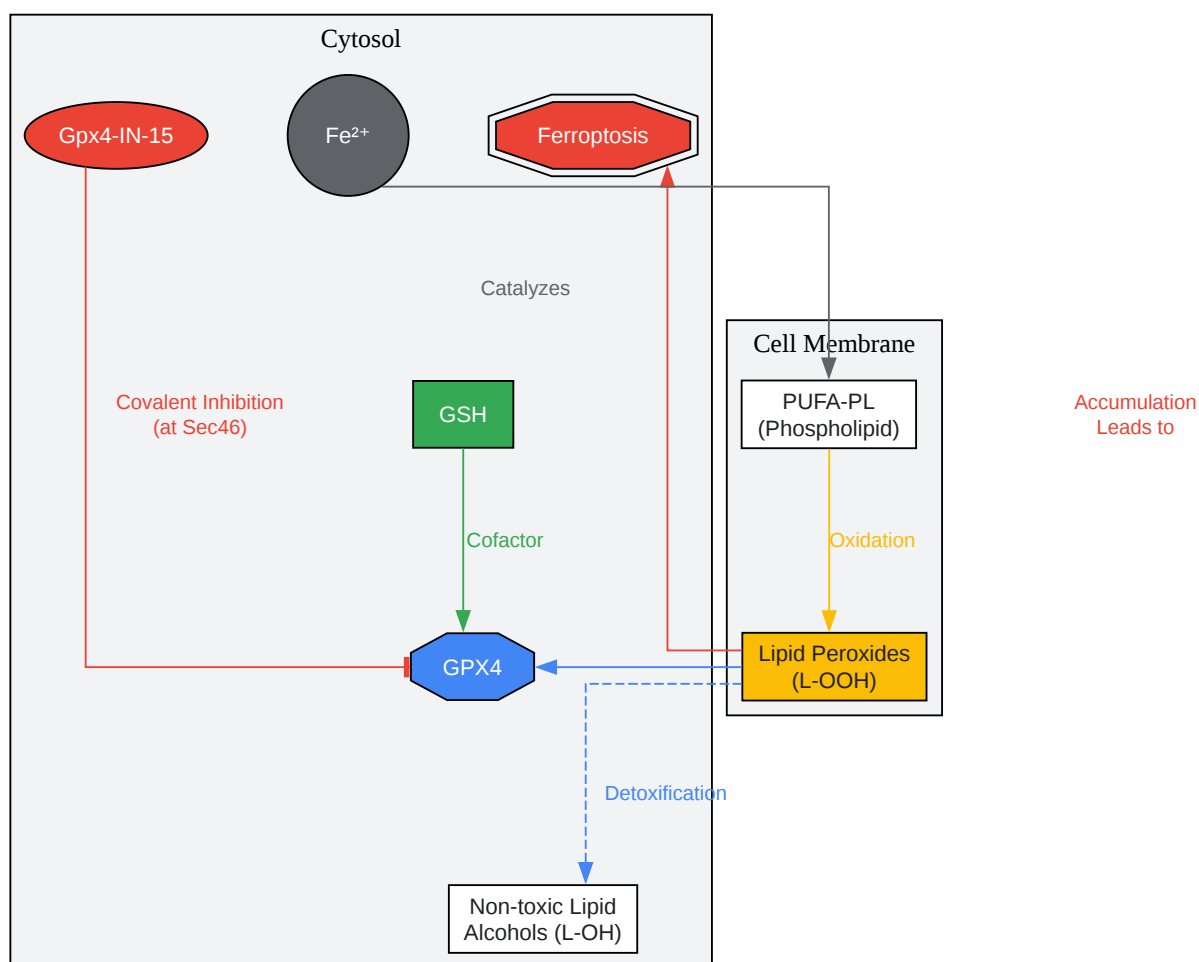 Cytosol
Gpx4-IN-15
Fe²⁺
Ferroptosis
Catalyzes
Cell Membrane
Covalent Inhibition
(at Sec46)
GSH
PUFA-PL
(Phospholipid)
Accumulation
Leads to
Cofactor
Oxidation
GPX4
Lipid Peroxides
(L-OOH)
Detoxification
Non-toxic Lipid
Alcohols (L-OH)